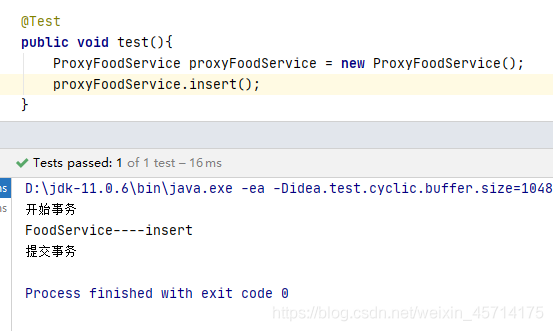 @Test
public void test(){
ProxyFoodService proxyFoodService = new ProxyFoodService();
proxyFoodService.insert();
}
Tests passed: 1 of 1 test – 16 ms
ms
D:\jdk-11.0.6\bin\java.exe -ea -Didea.test.cyclic.buffer.size=1048
ms
开始事务
FoodService----insert
提交事务
Process finished with exit code 0
https://blog.csdn.net/weixin_45714175